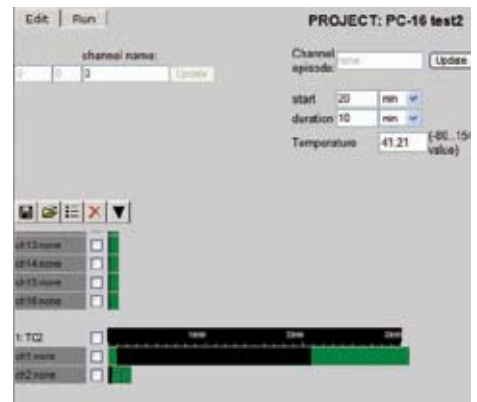 Edit Run PROJECT: PC-16 test2
channel name: Channel episode: none Update
0 0 3 Update
start 20 min
duration 10 min
Temperature 41.21 value)
ch13:none
ch14:none
ch15:none
ch16:none
1: TC2
ch1:none
ch2:none